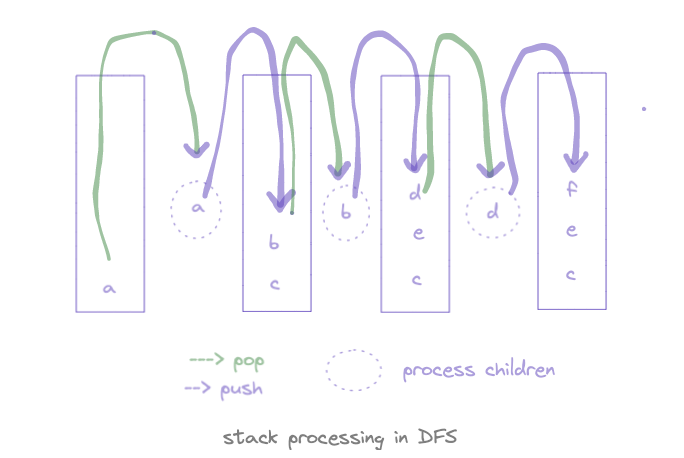 a
a
b
c
b
d
e
c
d
f
e
c
---> pop
--> push
process children
stack processing in DFS